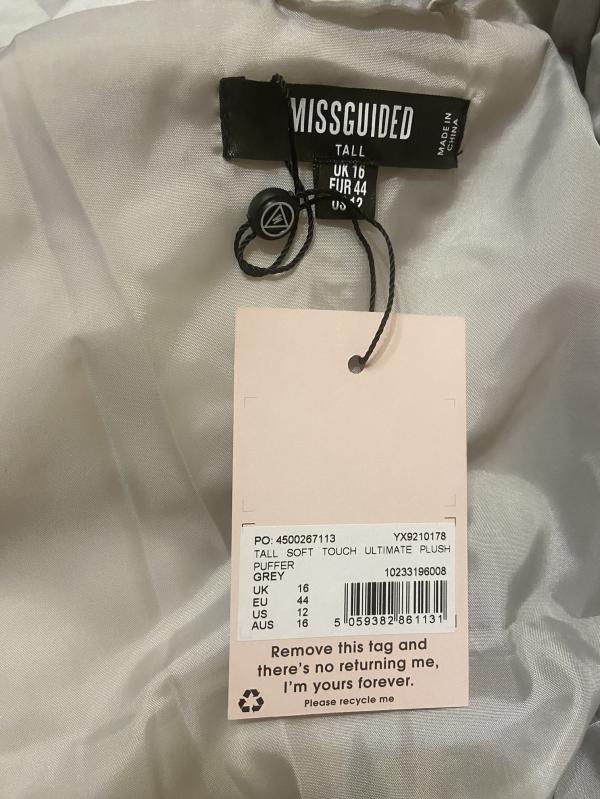 MISSGUIDED
TALL
MADE IN
CHINA
UK 16
EUR 44
US 12
PO: 4500267113 YX9210178
TALL SOFT TOUCH ULTIMATE PLUSH
PUFFER
GREY 10233196008
UK 16
EU 44
US 12
AUS 16
5 059382 861131
Remove this tag and
there's no returning me,
I'm yours forever.
Please recycle me